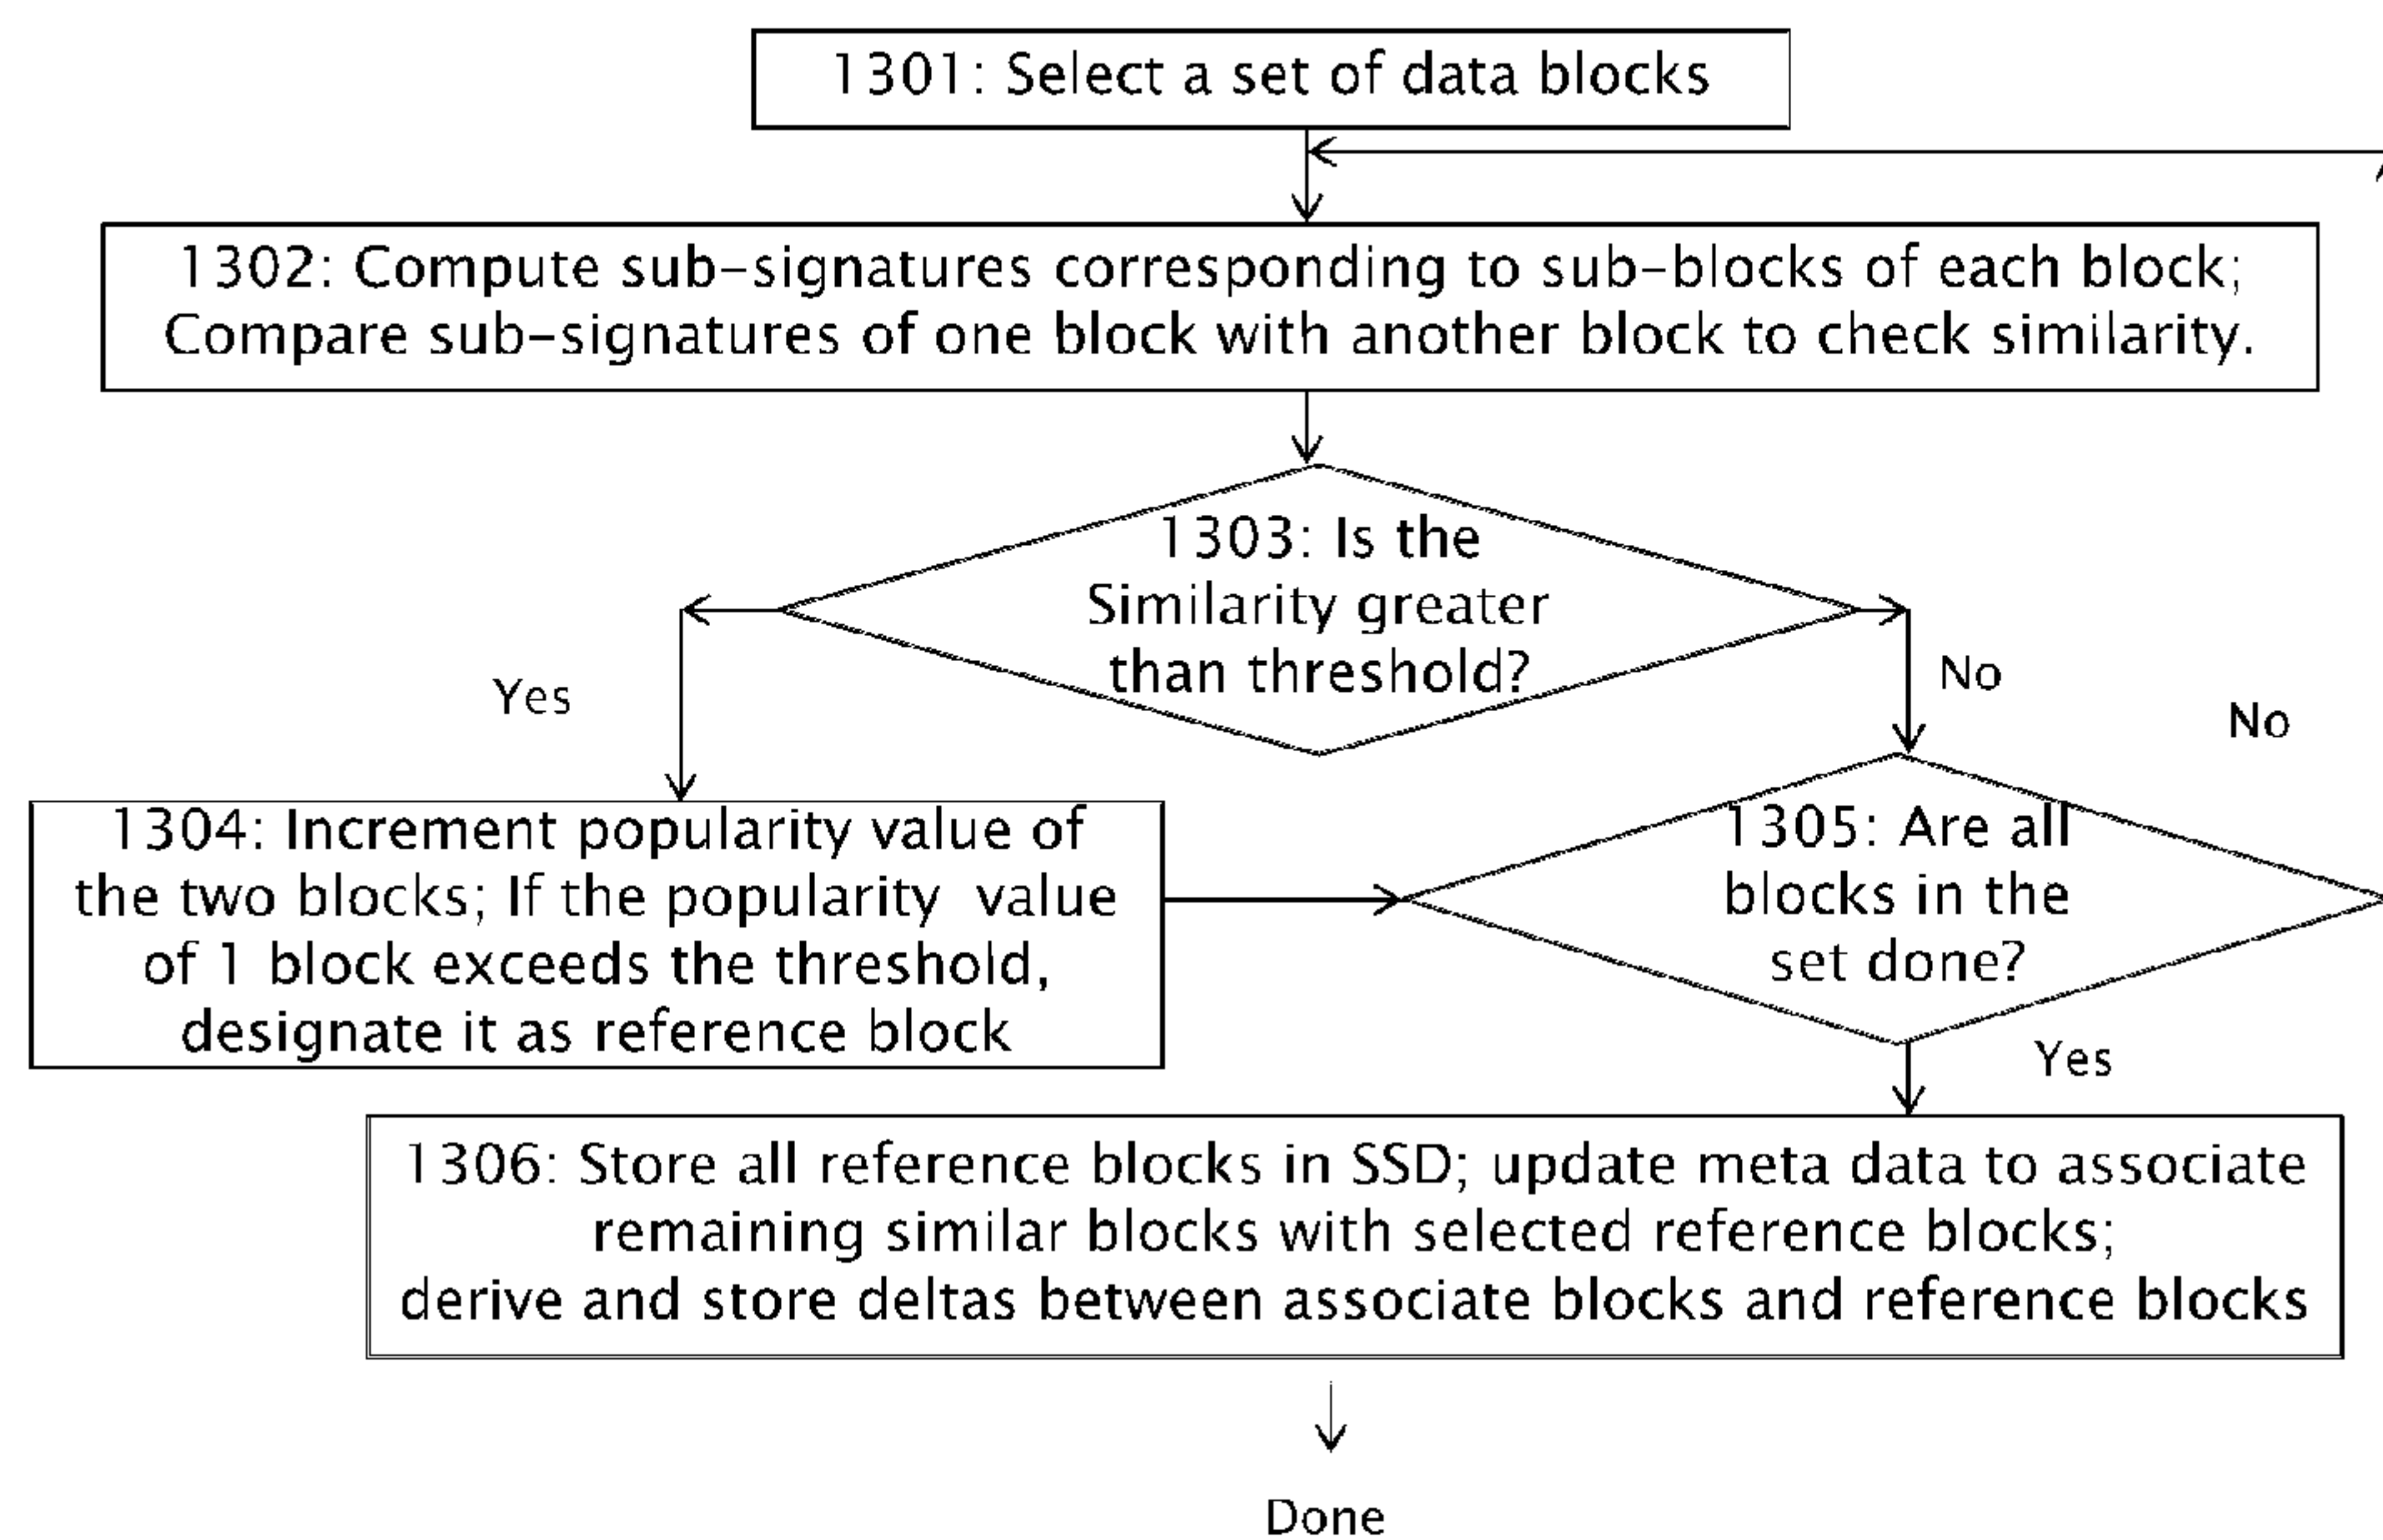 1301: Select a set of data blocks
1302: Compute sub-signatures corresponding to sub-blocks of each block;
Compare sub-signatures of one block with another block to check similarity.
1303: Is the
Similarity greater
than threshold?
Yes
No
No
1304: Increment popularity value of
the two blocks; If the popularity value
of 1 block exceeds the threshold,
designate it as reference block
1305: Are all
blocks in the
set done?
Yes
1306: Store all reference blocks in SSD; update meta data to associate
remaining similar blocks with selected reference blocks;
derive and store deltas between associate blocks and reference blocks
Done